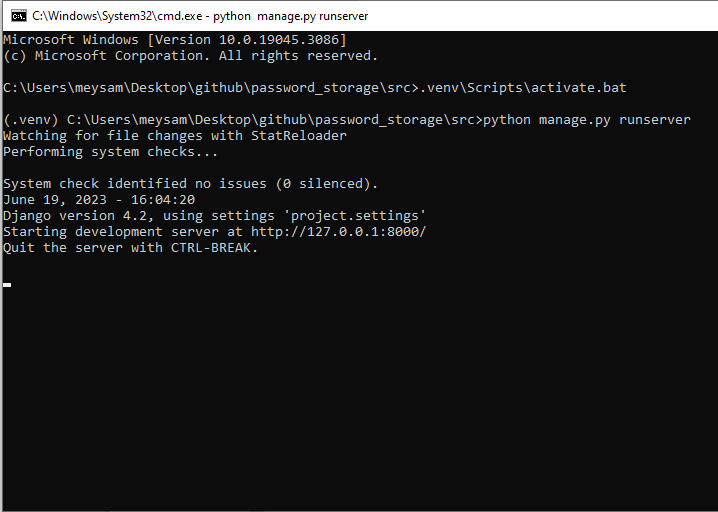 C:\Windows\System32\cmd.exe - python  manage.py runserver
Microsoft Windows [Version 10.0.19045.3086]
(c) Microsoft Corporation. All rights reserved.
C:\Users\meysam\Desktop\github\password_storage\src>.venv\Scripts\activate.bat
(.venv) C:\Users\meysam\Desktop\github\password_storage\src>python manage.py runserver
Watching for file changes with StatReloader
Performing system checks...
System check identified no issues (0 silenced).
June 19, 2023 - 16:04:20
Django version 4.2, using settings 'project.settings'
Starting development server at http://127.0.0.1:8000/
Quit the server with CTRL-BREAK.